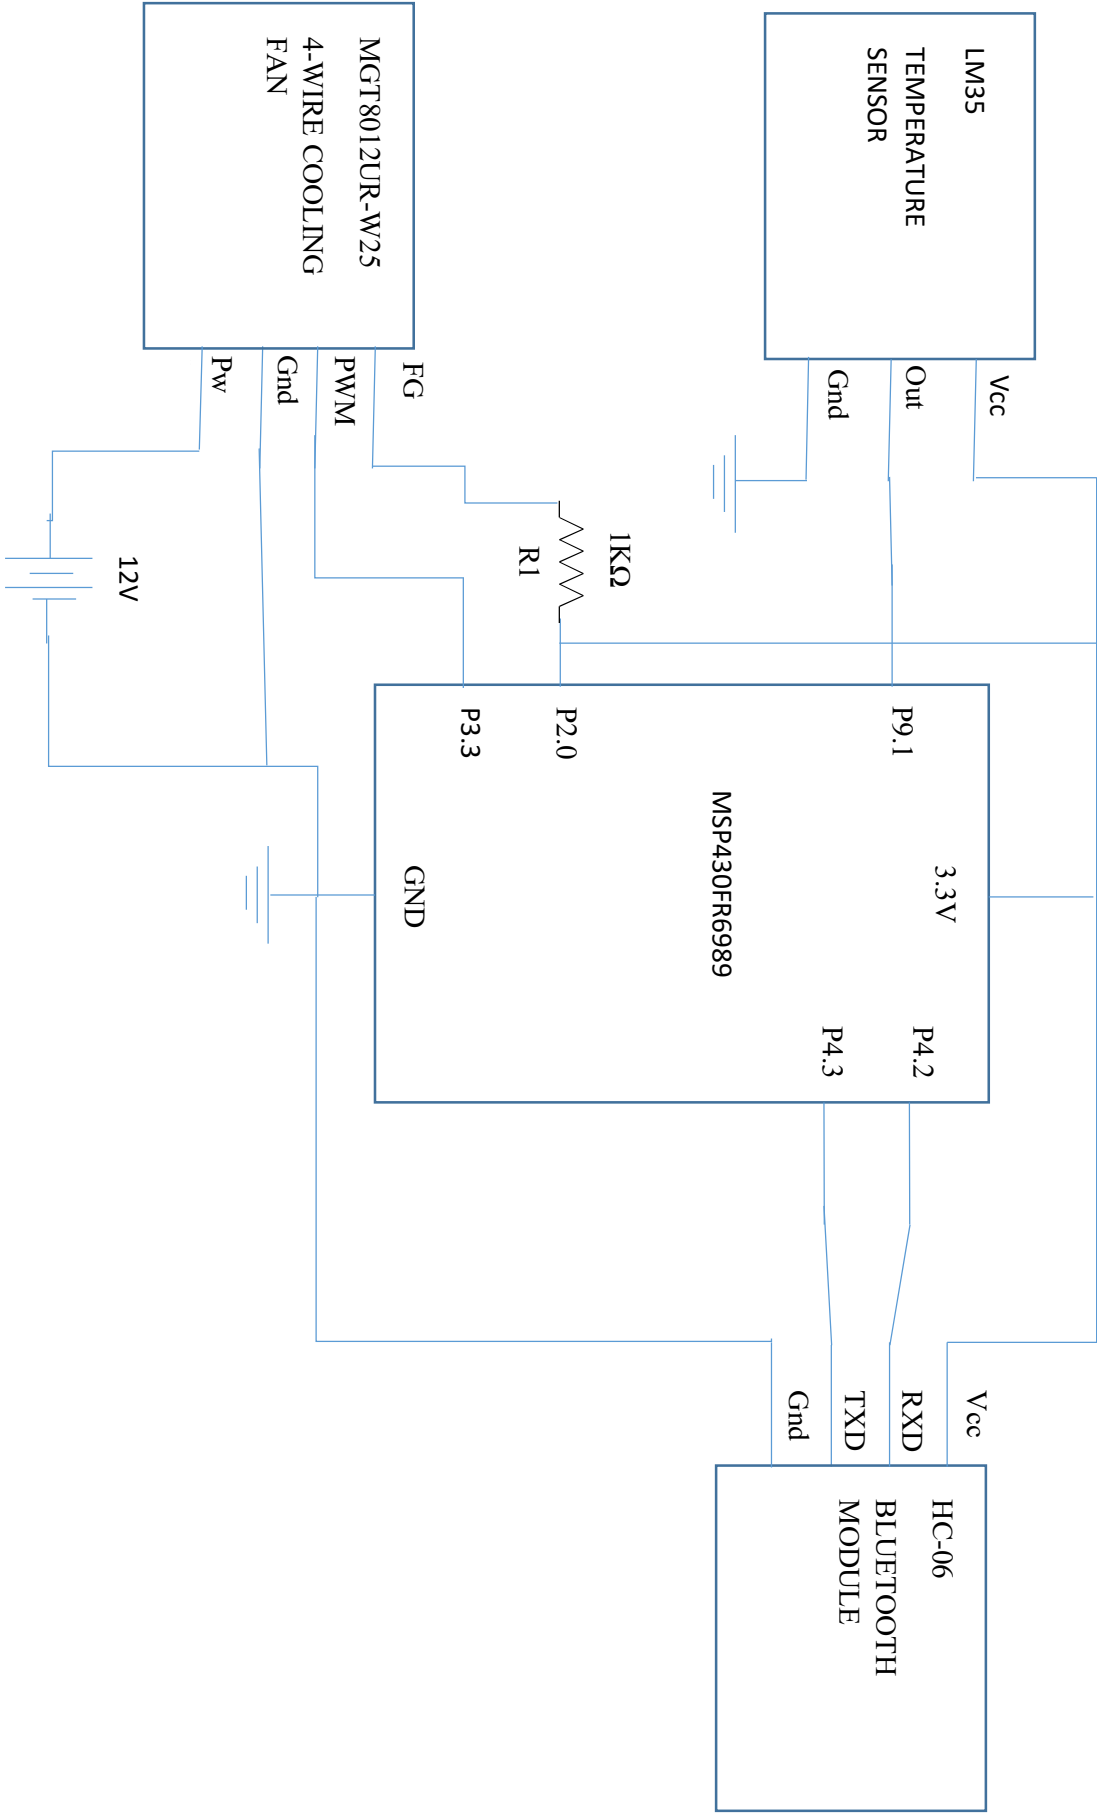 LM35
TEMPERATURE
SENSOR
Vcc
Out
Gnd
MGT8012UR-W25
4-WIRE COOLING
FAN
FG
PWM
Gnd
Pw
1KΩ
R1
12V
P9.1
P2.0
P3.3
MSP430FR6989
3.3V
GND
P4.2
P4.3
Vcc
RXD
TXD
Gnd
HC-06
BLUETOOTH
MODULE